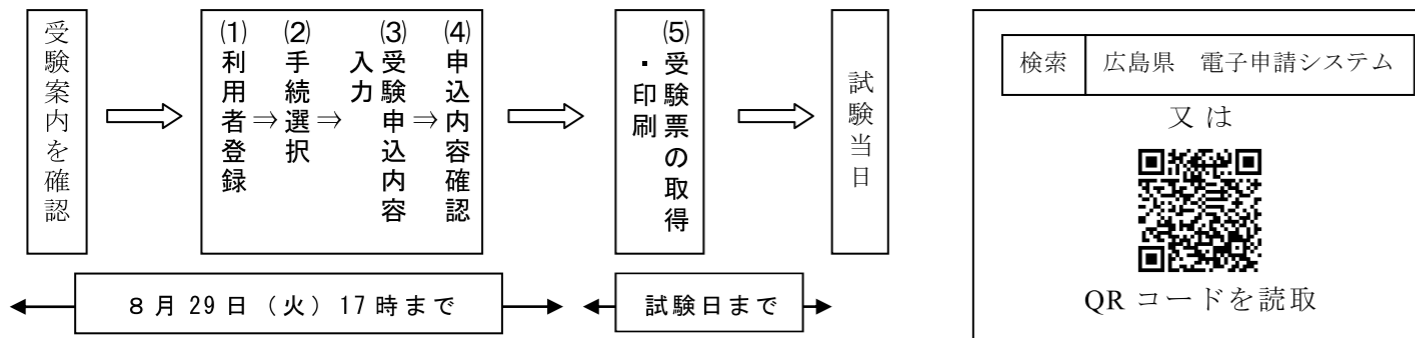 受験案内を確認
⑴利用者登録
⇒
⑵手続選択
⇒
⑶受験申込内容
入力
⇒
⑷申込内容確認
⑸受験票の取得
・印刷
試験当日
8月29日（火）17時まで
試験日まで
検索 広島県 電子申請システム
又は
QRコードを読取